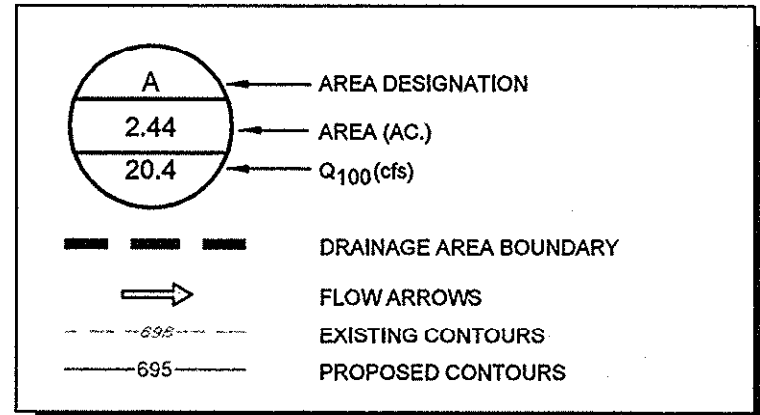 A AREA DESIGNATION
2.44 AREA (AC.)
20.4 Q100(cfs)
DRAINAGE AREA BOUNDARY
FLOW ARROWS
695 EXISTING CONTOURS
695 PROPOSED CONTOURS